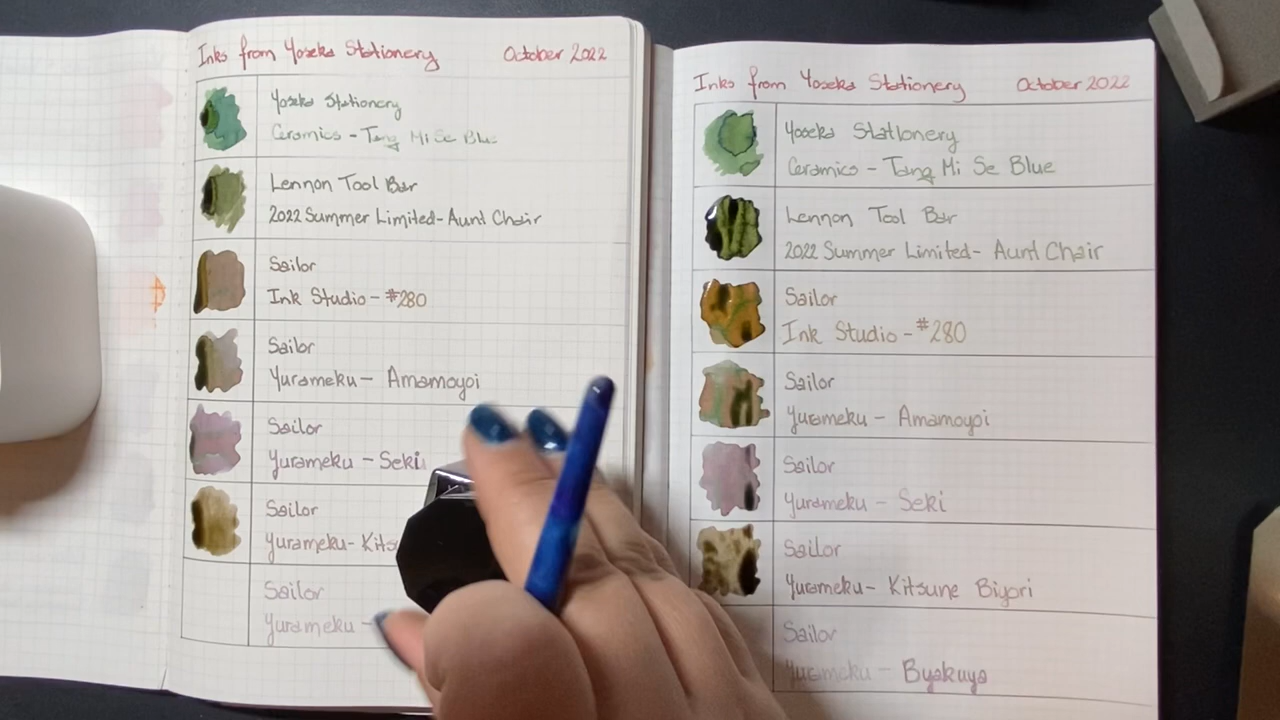 Inks from Yoseka Stationery October 2022
Yoseka Stationery
Ceramics - Tang Mi Se Blue
Lennon Tool Bar
2022 Summer Limited- Aunt Chair
Sailor
Ink Studio - #280
Sailor
Yurameku - Amamoyoi
Sailor
Yurameku - Seki
Sailor
Yurameku- Kits
Sailor
Yurameku -
Inks from Yoseka Stationery October 2022
Yoseka Stationery
Ceramics - Tang Mi Se Blue
Lennon Tool Bar
2022 Summer Limited- Aunt Chair
Sailor
Ink Studio - #280
Sailor
Yurameku - Amamoyoi
Sailor
Yurameku - Seki
Sailor
Yurameku- Kitsune Biyori
Sailor
Yurameku - Byakuya